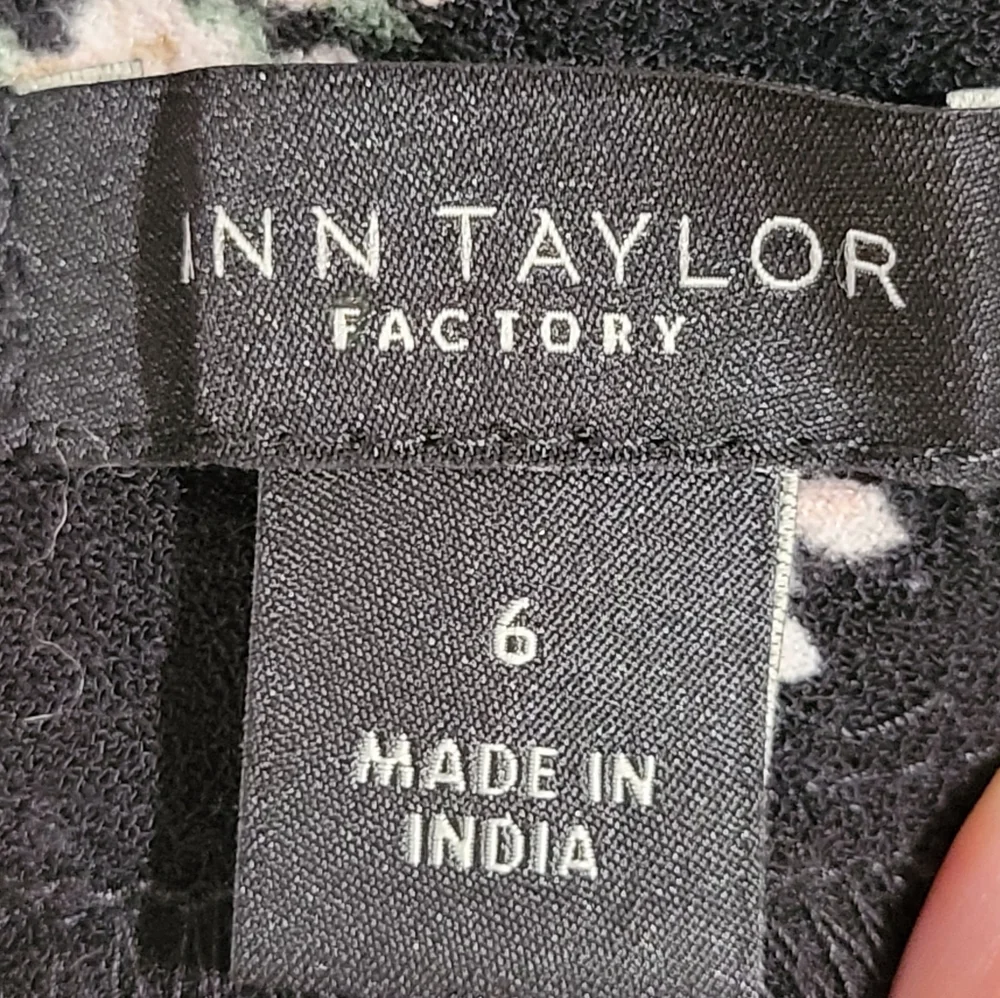 INN TAYLOR
FACTORY
6
MADE IN
INDIA